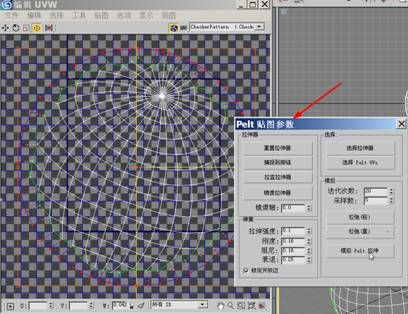 编辑 UVW
文件 编辑 选择 工具 贴图 选项 显示 视图
CheckerPattern ( Check
前
Pelt 贴图参数
拉伸器
重置拉伸器
捕捉到接缝
拉直拉伸器
镜像拉伸器
镜像轴: 0.0
弹簧
拉伸强度: 0.1
刚度: 0.16
阻尼: 0.16
衰退: 0.25
锁定开放边
选择
选择拉伸器
选择 Pelt UVs
模拟
迭代次数: 20
采样数: 5
松弛(轻)
松弛(重)
模拟 Pelt 拉伸
U: V: 0.042 所有 ID